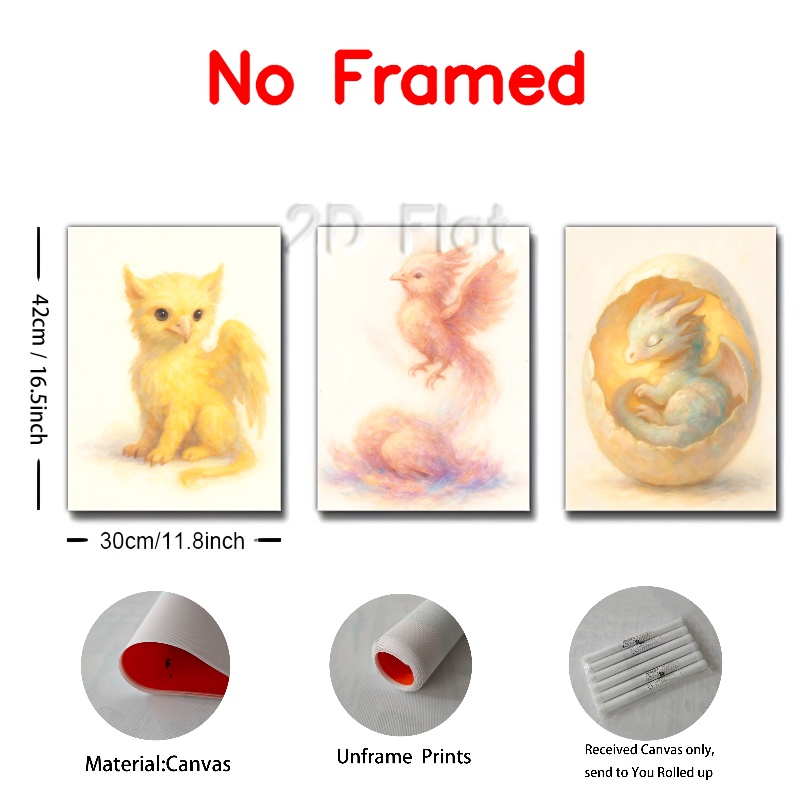 No Framed
2D Flat
42cm / 16.5inch
30cm/11.8inch
Material:Canvas
Unframe Prints
Received Canvas only,
send to You Rolled up